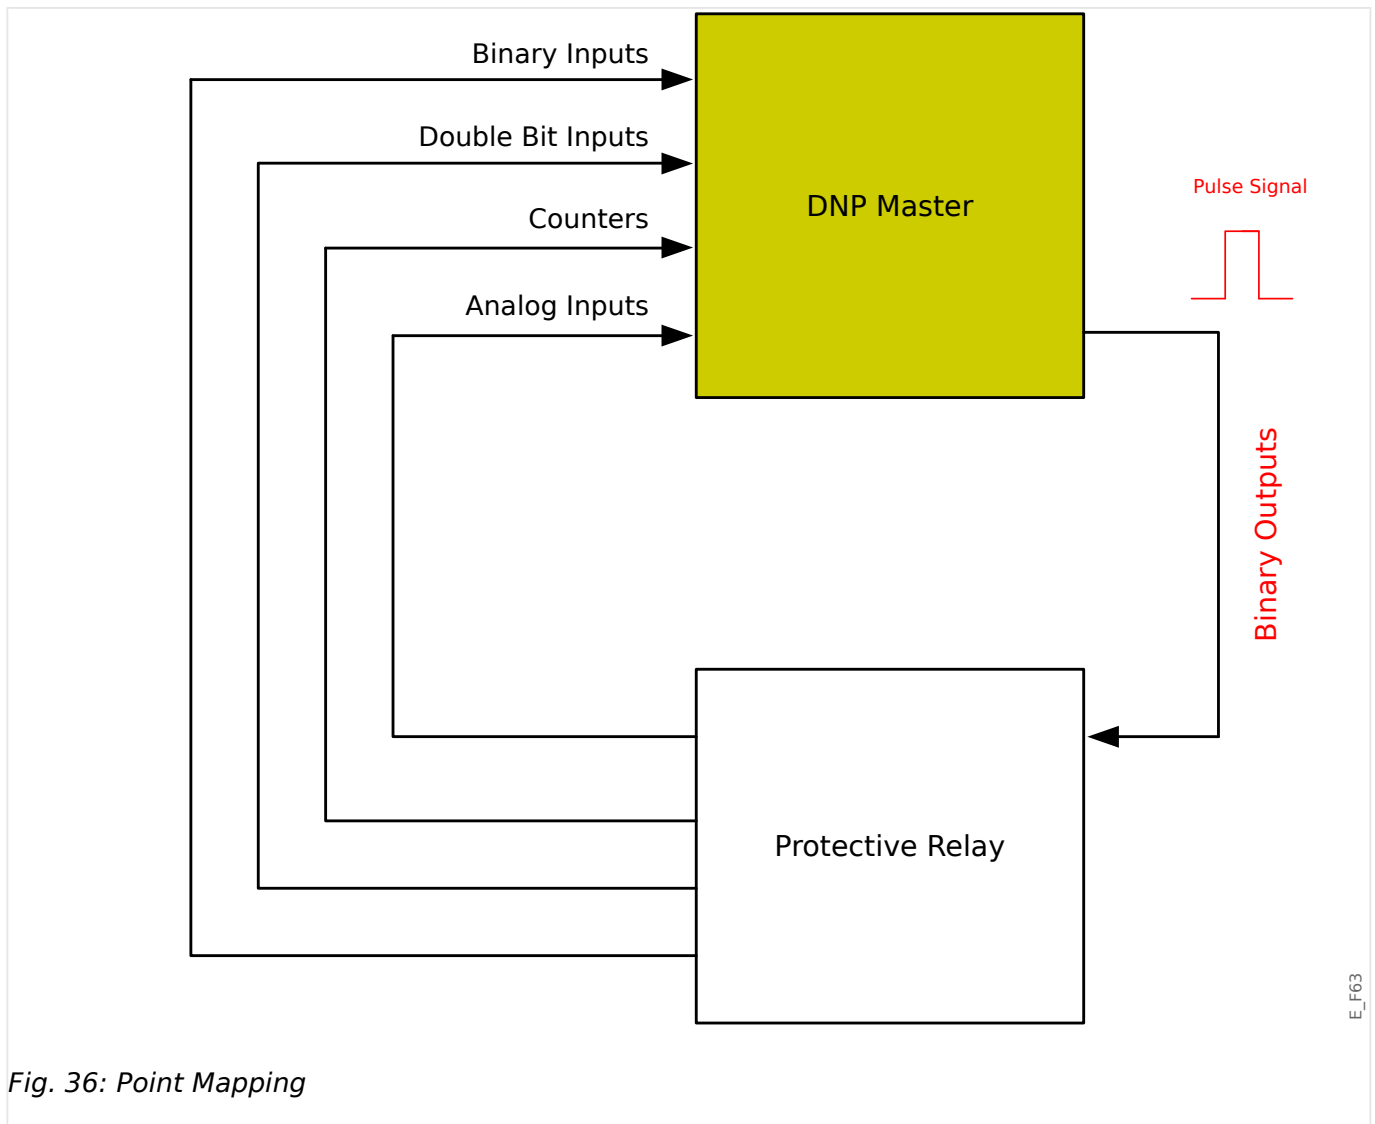 Binary Inputs
Double Bit Inputs
Counters
Analog Inputs
DNP Master
Pulse Signal
Binary Outputs
Protective Relay
E_F63
Fig. 36: Point Mapping